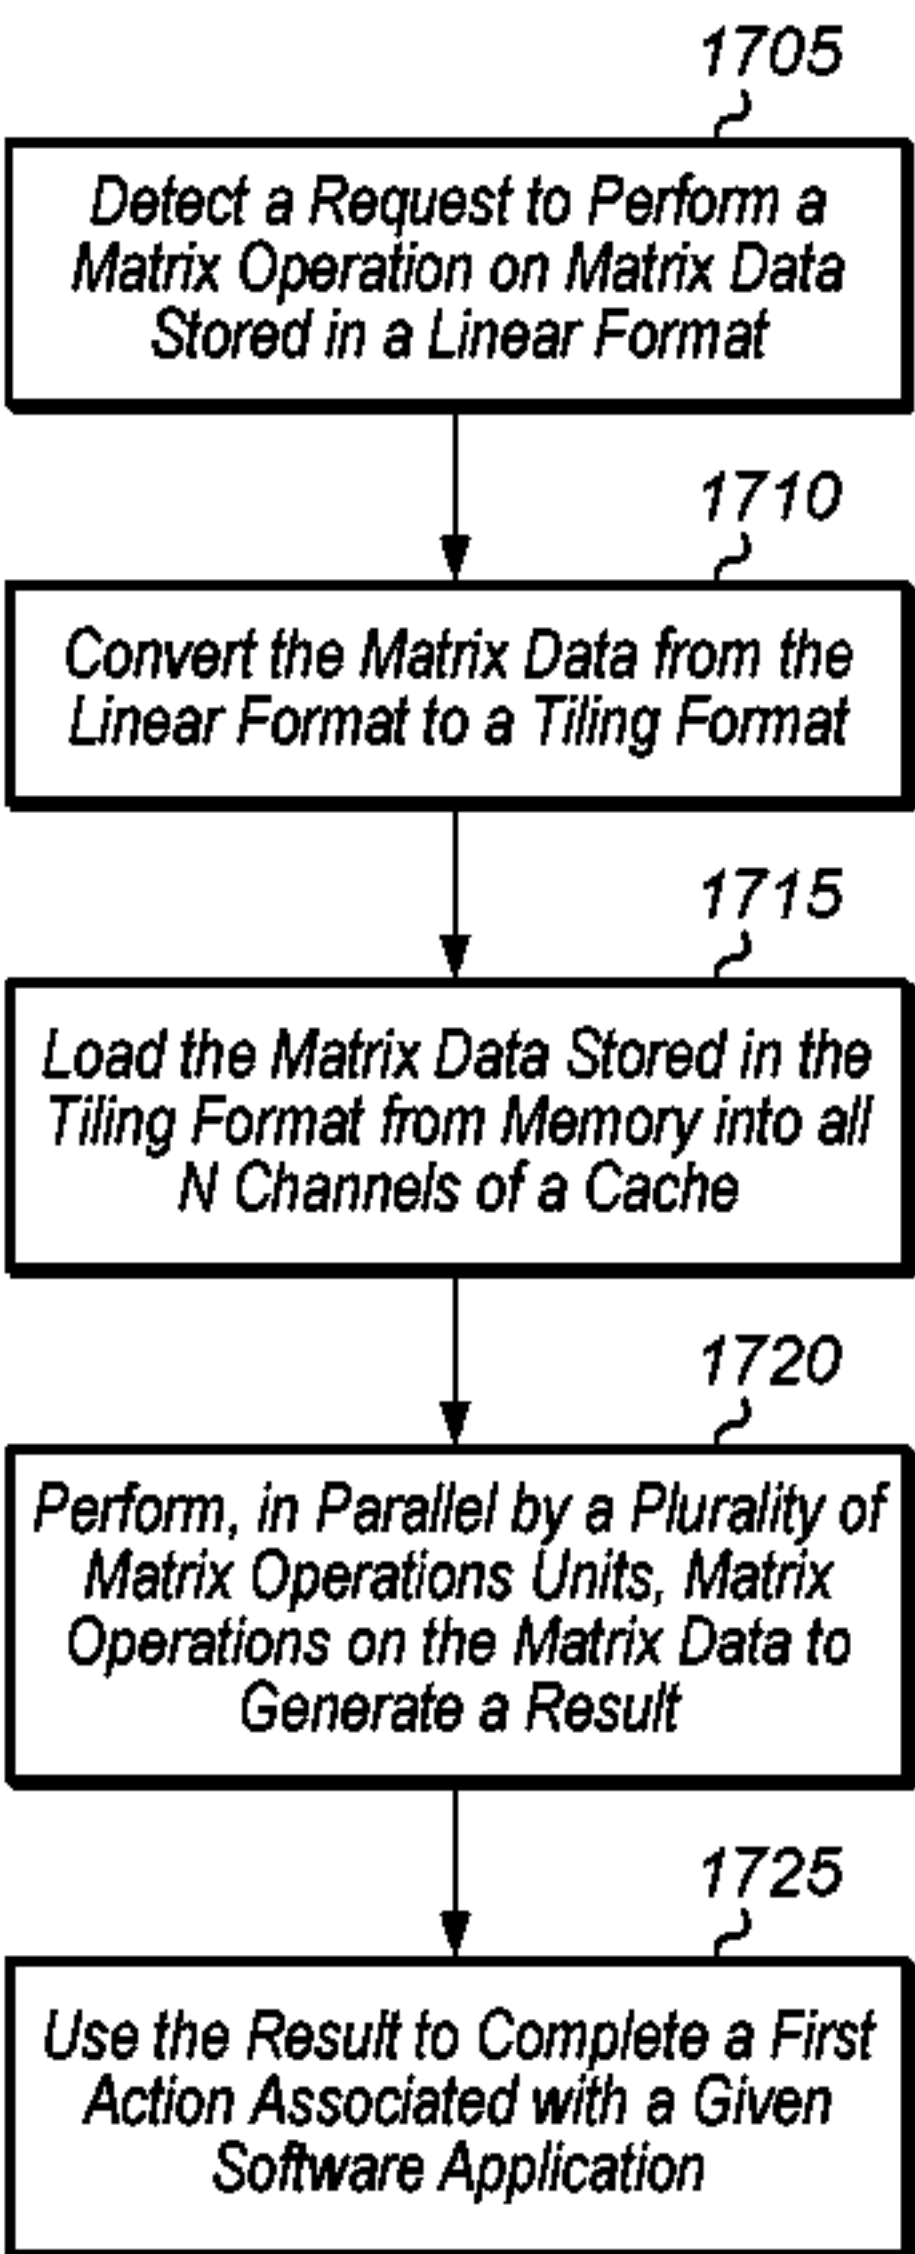 1705
Detect a Request to Perform a
Matrix Operation on Matrix Data
Stored in a Linear Format
1710
Convert the Matrix Data from the
Linear Format to a Tiling Format
1715
Load the Matrix Data Stored in the
Tiling Format from Memory into all
N Channels of a Cache
1720
Perform, in Parallel by a Plurality of
Matrix Operations Units, Matrix
Operations on the Matrix Data to
Generate a Result
1725
Use the Result to Complete a First
Action Associated with a Given
Software Application